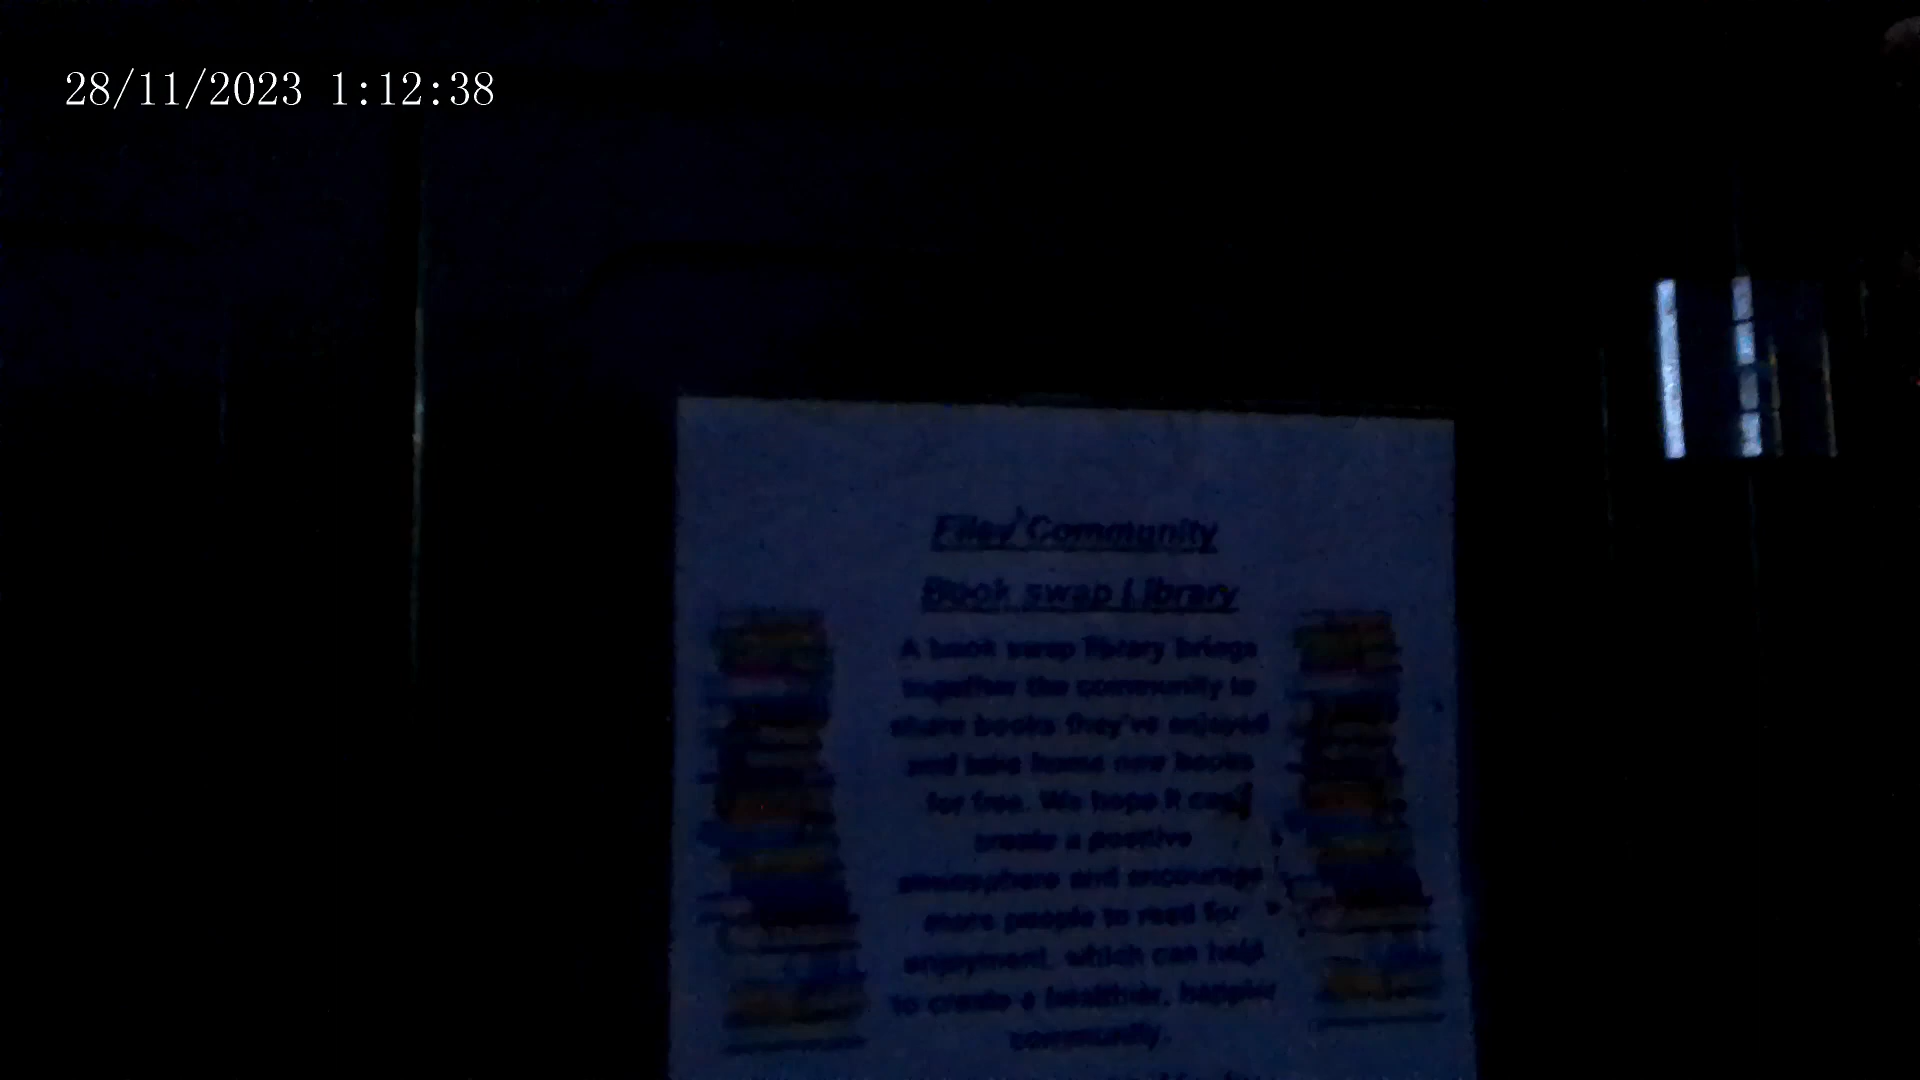 28/11/2023 1:12:38
Filey Community
Book swap Library
A book swap library brings
together the community to
share books they've enjoyed
and take home new books
for free. We hope it can
create a positive
atmosphere and encourage
more people to read for
enjoyment, which can help
to create a healthier, happier
community.